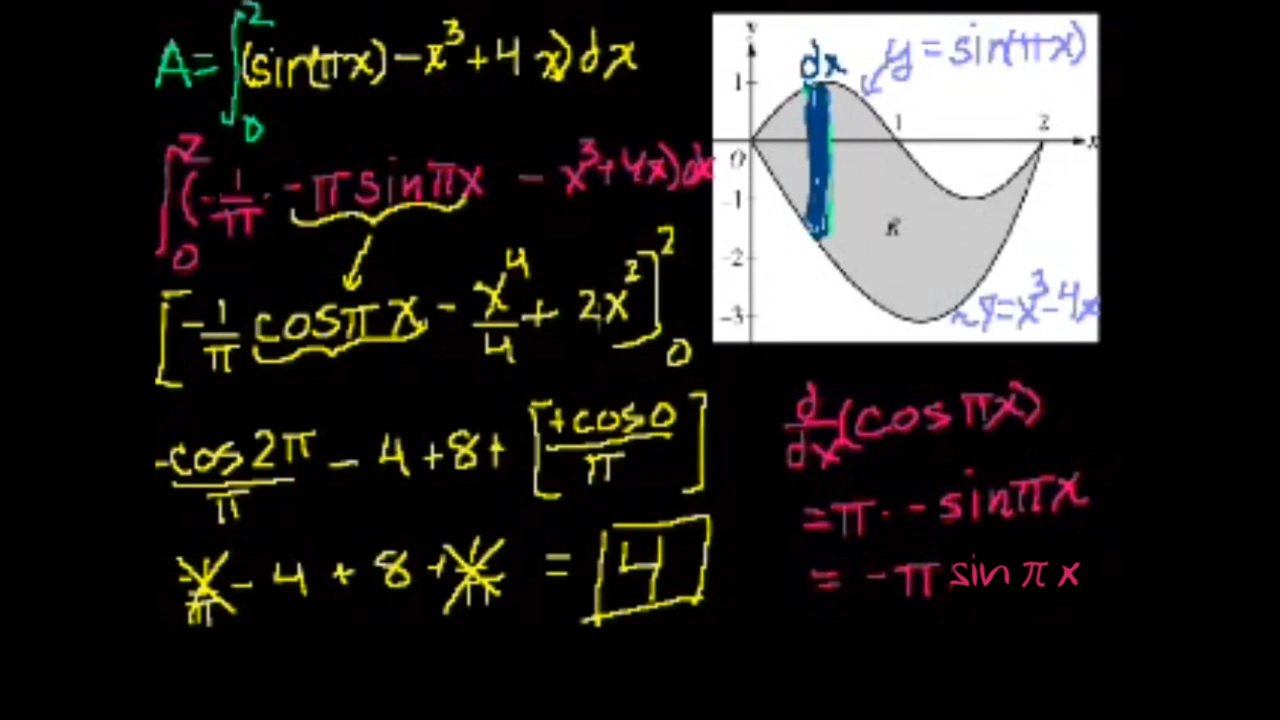 A = ∫₀² (sin(πx) − x³ + 4x) dx
∫₀² (−1/π · −π sin πx − x³ + 4x) dx
[−1/π cos πx − x⁴/4 + 2x²]₀²
−cos 2π/π − 4 + 8 + [+cos 0/π]
− 4 + 8 + = 4
y
dx
y = sin(πx)
1
1
2
x
O
-1
R
-2
-3
y = x³ − 4x
d/dx (cos πx)
= π · − sin πx
= −π sin πx